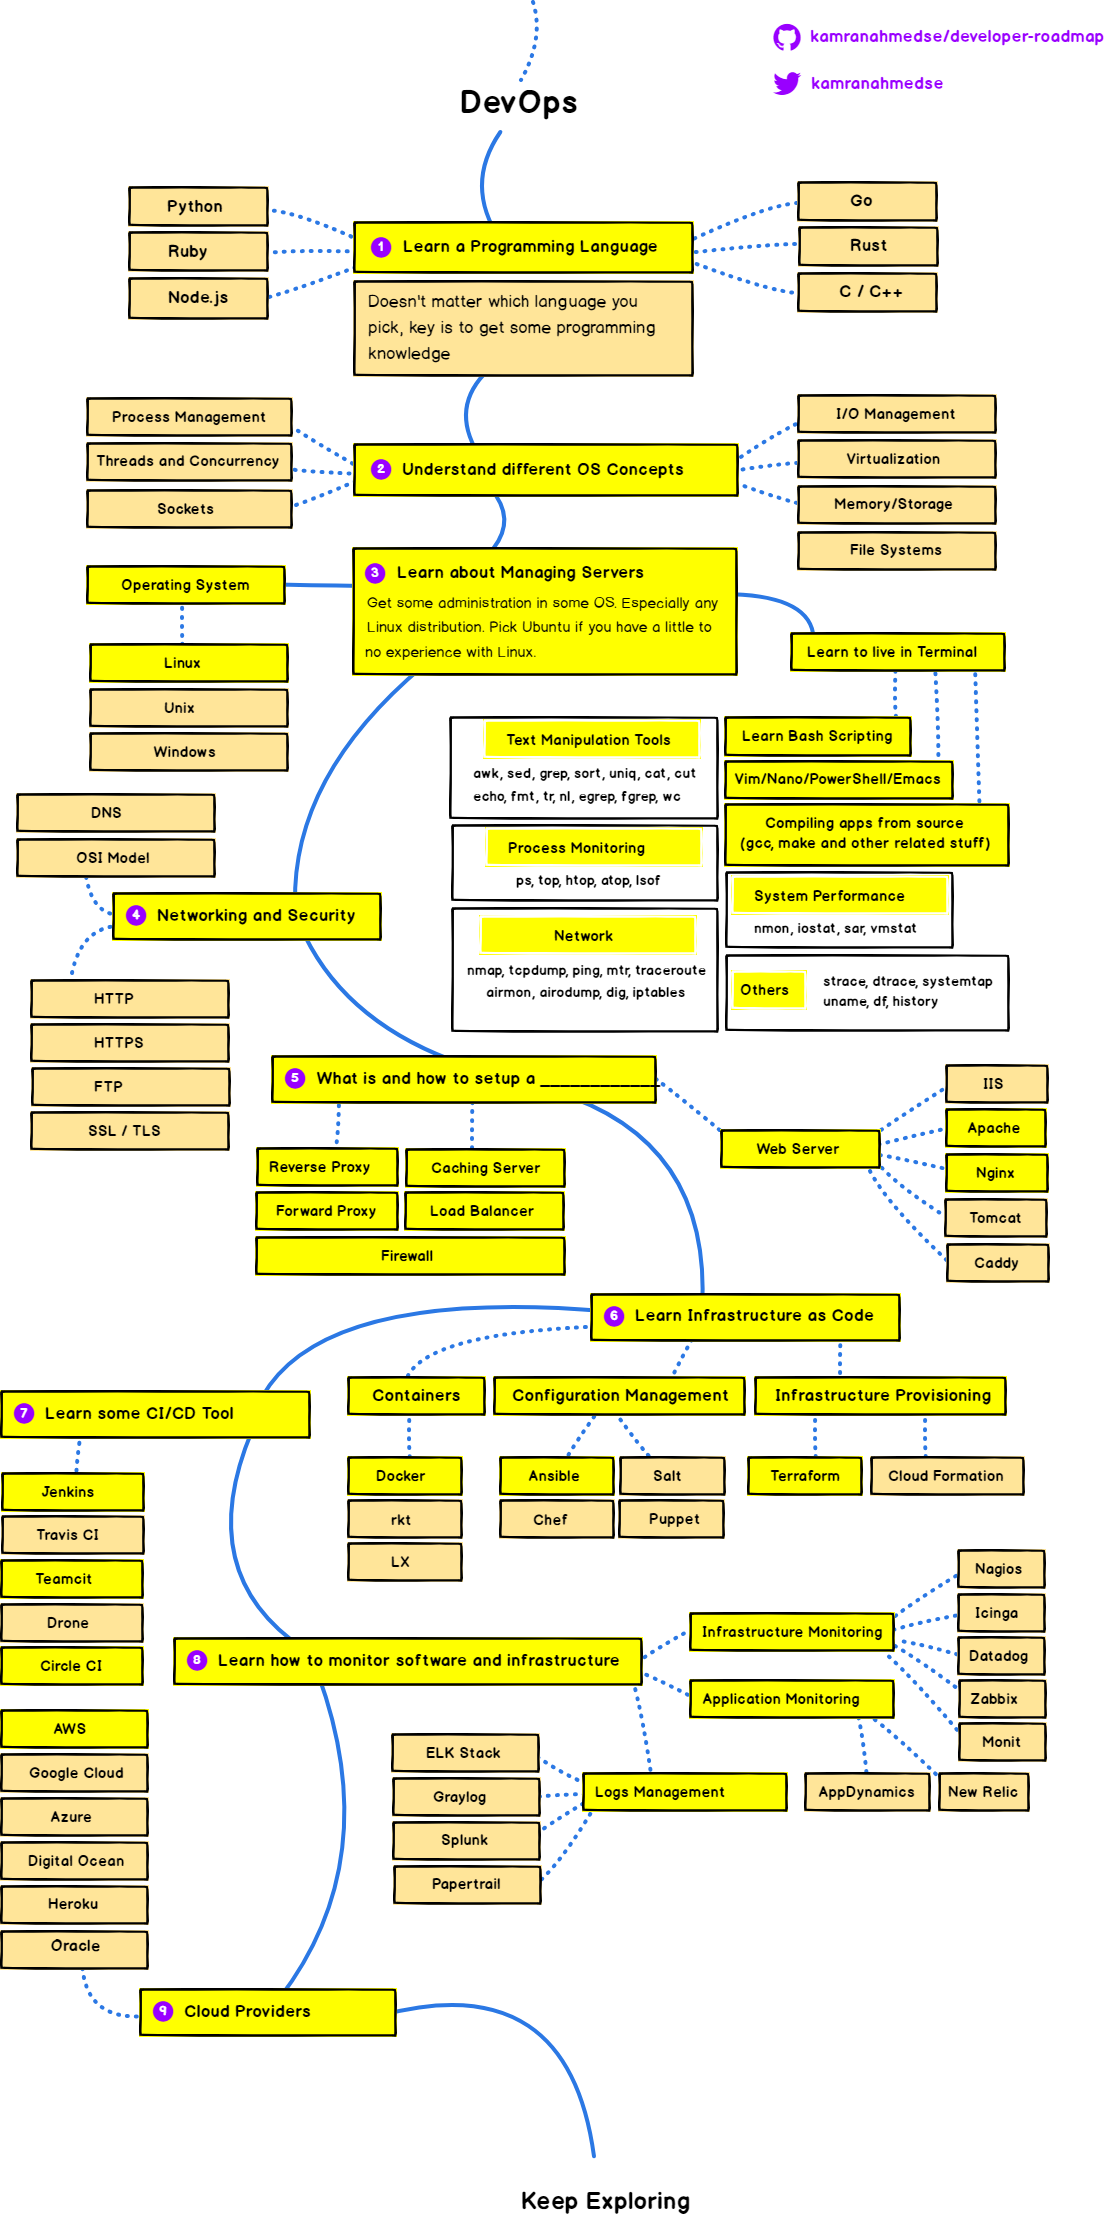 kamranahmedse/developer-roadmap
kamranahmedse
DevOps
Python
Ruby
Node.js
1 Learn a Programming Language
Doesn't matter which language you
pick, key is to get some programming
knowledge
Go
Rust
C / C++
Process Management
Threads and Concurrency
Sockets
2 Understand different OS Concepts
I/O Management
Virtualization
Memory/Storage
File Systems
Operating System
Linux
Unix
Windows
3 Learn about Managing Servers
Get some administration in some OS. Especially any
Linux distribution. Pick Ubuntu if you have a little to
no experience with Linux.
Learn to live in Terminal
Text Manipulation Tools
awk, sed, grep, sort, uniq, cat, cut
echo, fmt, tr, nl, egrep, fgrep, wc
Process Monitoring
ps, top, htop, atop, lsof
Network
nmap, tcpdump, ping, mtr, traceroute
airmon, airodump, dig, iptables
Learn Bash Scripting
Vim/Nano/PowerShell/Emacs
Compiling apps from source
(gcc, make and other related stuff)
System Performance
nmon, iostat, sar, vmstat
Others
strace, dtrace, systemtap
uname, df, history
DNS
OSI Model
4 Networking and Security
HTTP
HTTPS
FTP
SSL / TLS
5 What is and how to setup a ______________
Reverse Proxy
Caching Server
Forward Proxy
Load Balancer
Firewall
Web Server
IIS
Apache
Nginx
Tomcat
Caddy
6 Learn Infrastructure as Code
Containers
Docker
rkt
LX
Configuration Management
Ansible
Salt
Chef
Puppet
Infrastructure Provisioning
Terraform
Cloud Formation
7 Learn some CI/CD Tool
Jenkins
Travis CI
Teamcit
Drone
Circle CI
8 Learn how to monitor software and infrastructure
Infrastructure Monitoring
Nagios
Icinga
Datadog
Zabbix
Monit
Application Monitoring
AppDynamics
New Relic
Logs Management
ELK Stack
Graylog
Splunk
Papertrail
AWS
Google Cloud
Azure
Digital Ocean
Heroku
Oracle
9 Cloud Providers
Keep Exploring